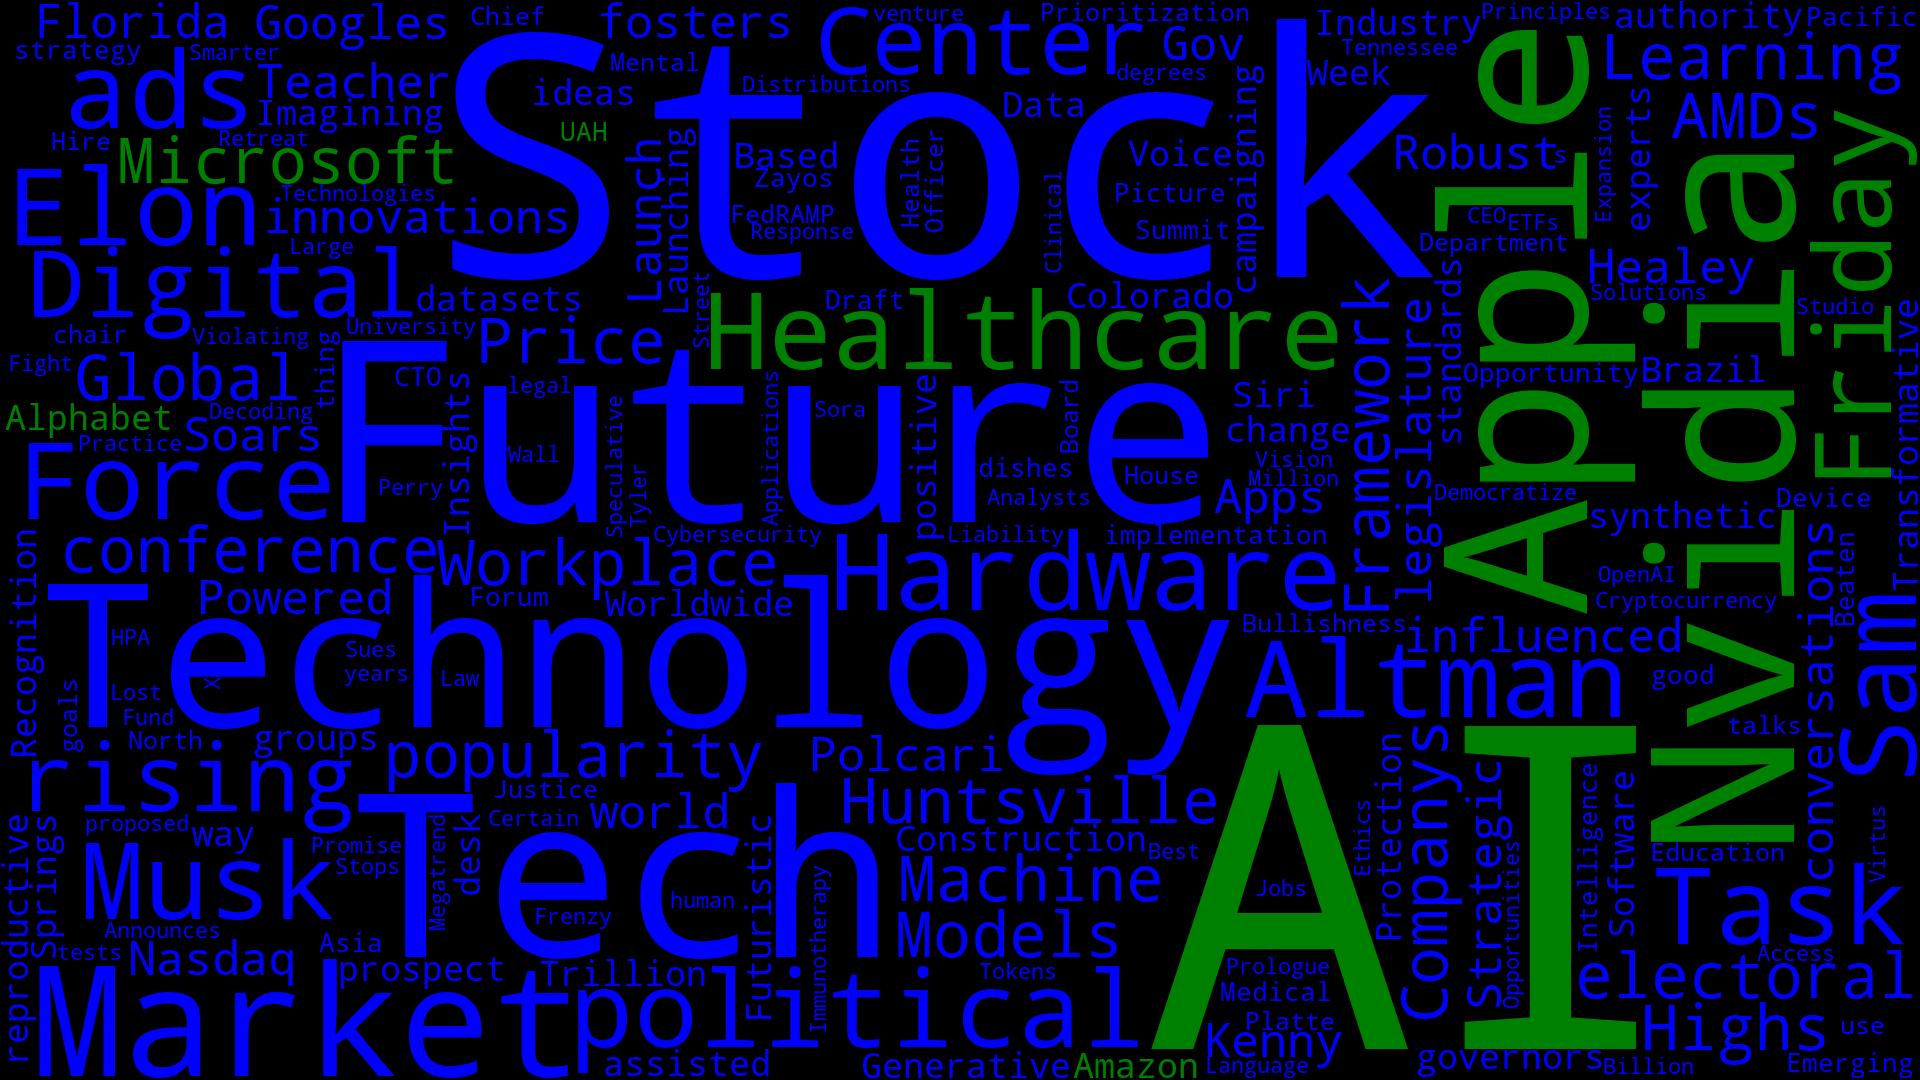 Florida
Googles
Chief
fosters
Center
venture
Prioritization
Industry
Principles
authority
Pacific
strategy
Smarter
Mental
Gov
Tennessee
Learning
ads
Teacher
Stock
ideas
Distributions
degrees
Week
Imagining
Data
AMDs
Hire
Retreat
UAH
Microsoft
Launch
Launching
Based
Zayos
Health
Officer
Voice
campaigning
Robust
s
Expansion
experts
Apple
Nvidia
Friday
Elon
Technologies
innovations
FedRAMP
Response
Clinical
Picture
Summit
CEO
ETFs
Department
Large
Digital
datasets
Street
Draft
Colorado
Healey
Solutions
Studio
chair
Violating
University
Price
Healthcare
Framework
legislature
standards
Transformative
Fight
Global
thing
Future
CTO
legal
Opportunity
Brazil
Alphabet
Decoding
Practice
Soars
Insights
Sora
Speculative
Tyler
Applications
positive
Board
Siri
change
Force
Wall
dishes
House
Vision
Million
Perry
Analysts
Apps
Democratize
Device
synthetic
Recognition
conference
Workplace
Cybersecurity
Liability
implementation
Hardware
OpenAI
Cryptocurrency
conversations
Beaten
Sam
Powered
Forum
Worldwide
Bullishness
influenced
Technology
HPA
Sues
years
X
Law
Altman
good
Lost
Fund
goals
North
groups
talks
rising
popularity
Polcari
AI
Protection
Companys
Strategic
Justice
Huntsville
Intelligence
Software
reproductive
Springs
proposed
way
Tech
Certain
world
Construction
Best
Ethics
Opportunities
Education
Virtus
Promise
Stops
Megatrend
desk
Musk
Machine
Task
human
Jobs
Frenzy
Futuristic
Immunotherapy
Announces
Models
tests
Nasdaq
Asia
prospect
Trillion
Tokens
Prologue
Access
Market
political
Medical
electoral
Platte
Kenny
Highs
use
assisted
Generative
Amazon
Language
governors
Billion
Emerging